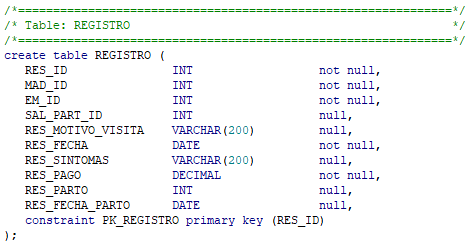 /*==============================================================*/
/* Table: REGISTRO                                              */
/*==============================================================*/
create table REGISTRO (
   RES_ID               INT                  not null,
   MAD_ID               INT                  not null,
   EM_ID                INT                  not null,
   SAL_PART_ID          INT                  null,
   RES_MOTIVO_VISITA    VARCHAR(200)         null,
   RES_FECHA            DATE                 not null,
   RES_SINTOMAS         VARCHAR(200)         null,
   RES_PAGO             DECIMAL              not null,
   RES_PARTO            INT                  null,
   RES_FECHA_PARTO      DATE                 null,
   constraint PK_REGISTRO primary key (RES_ID)
);